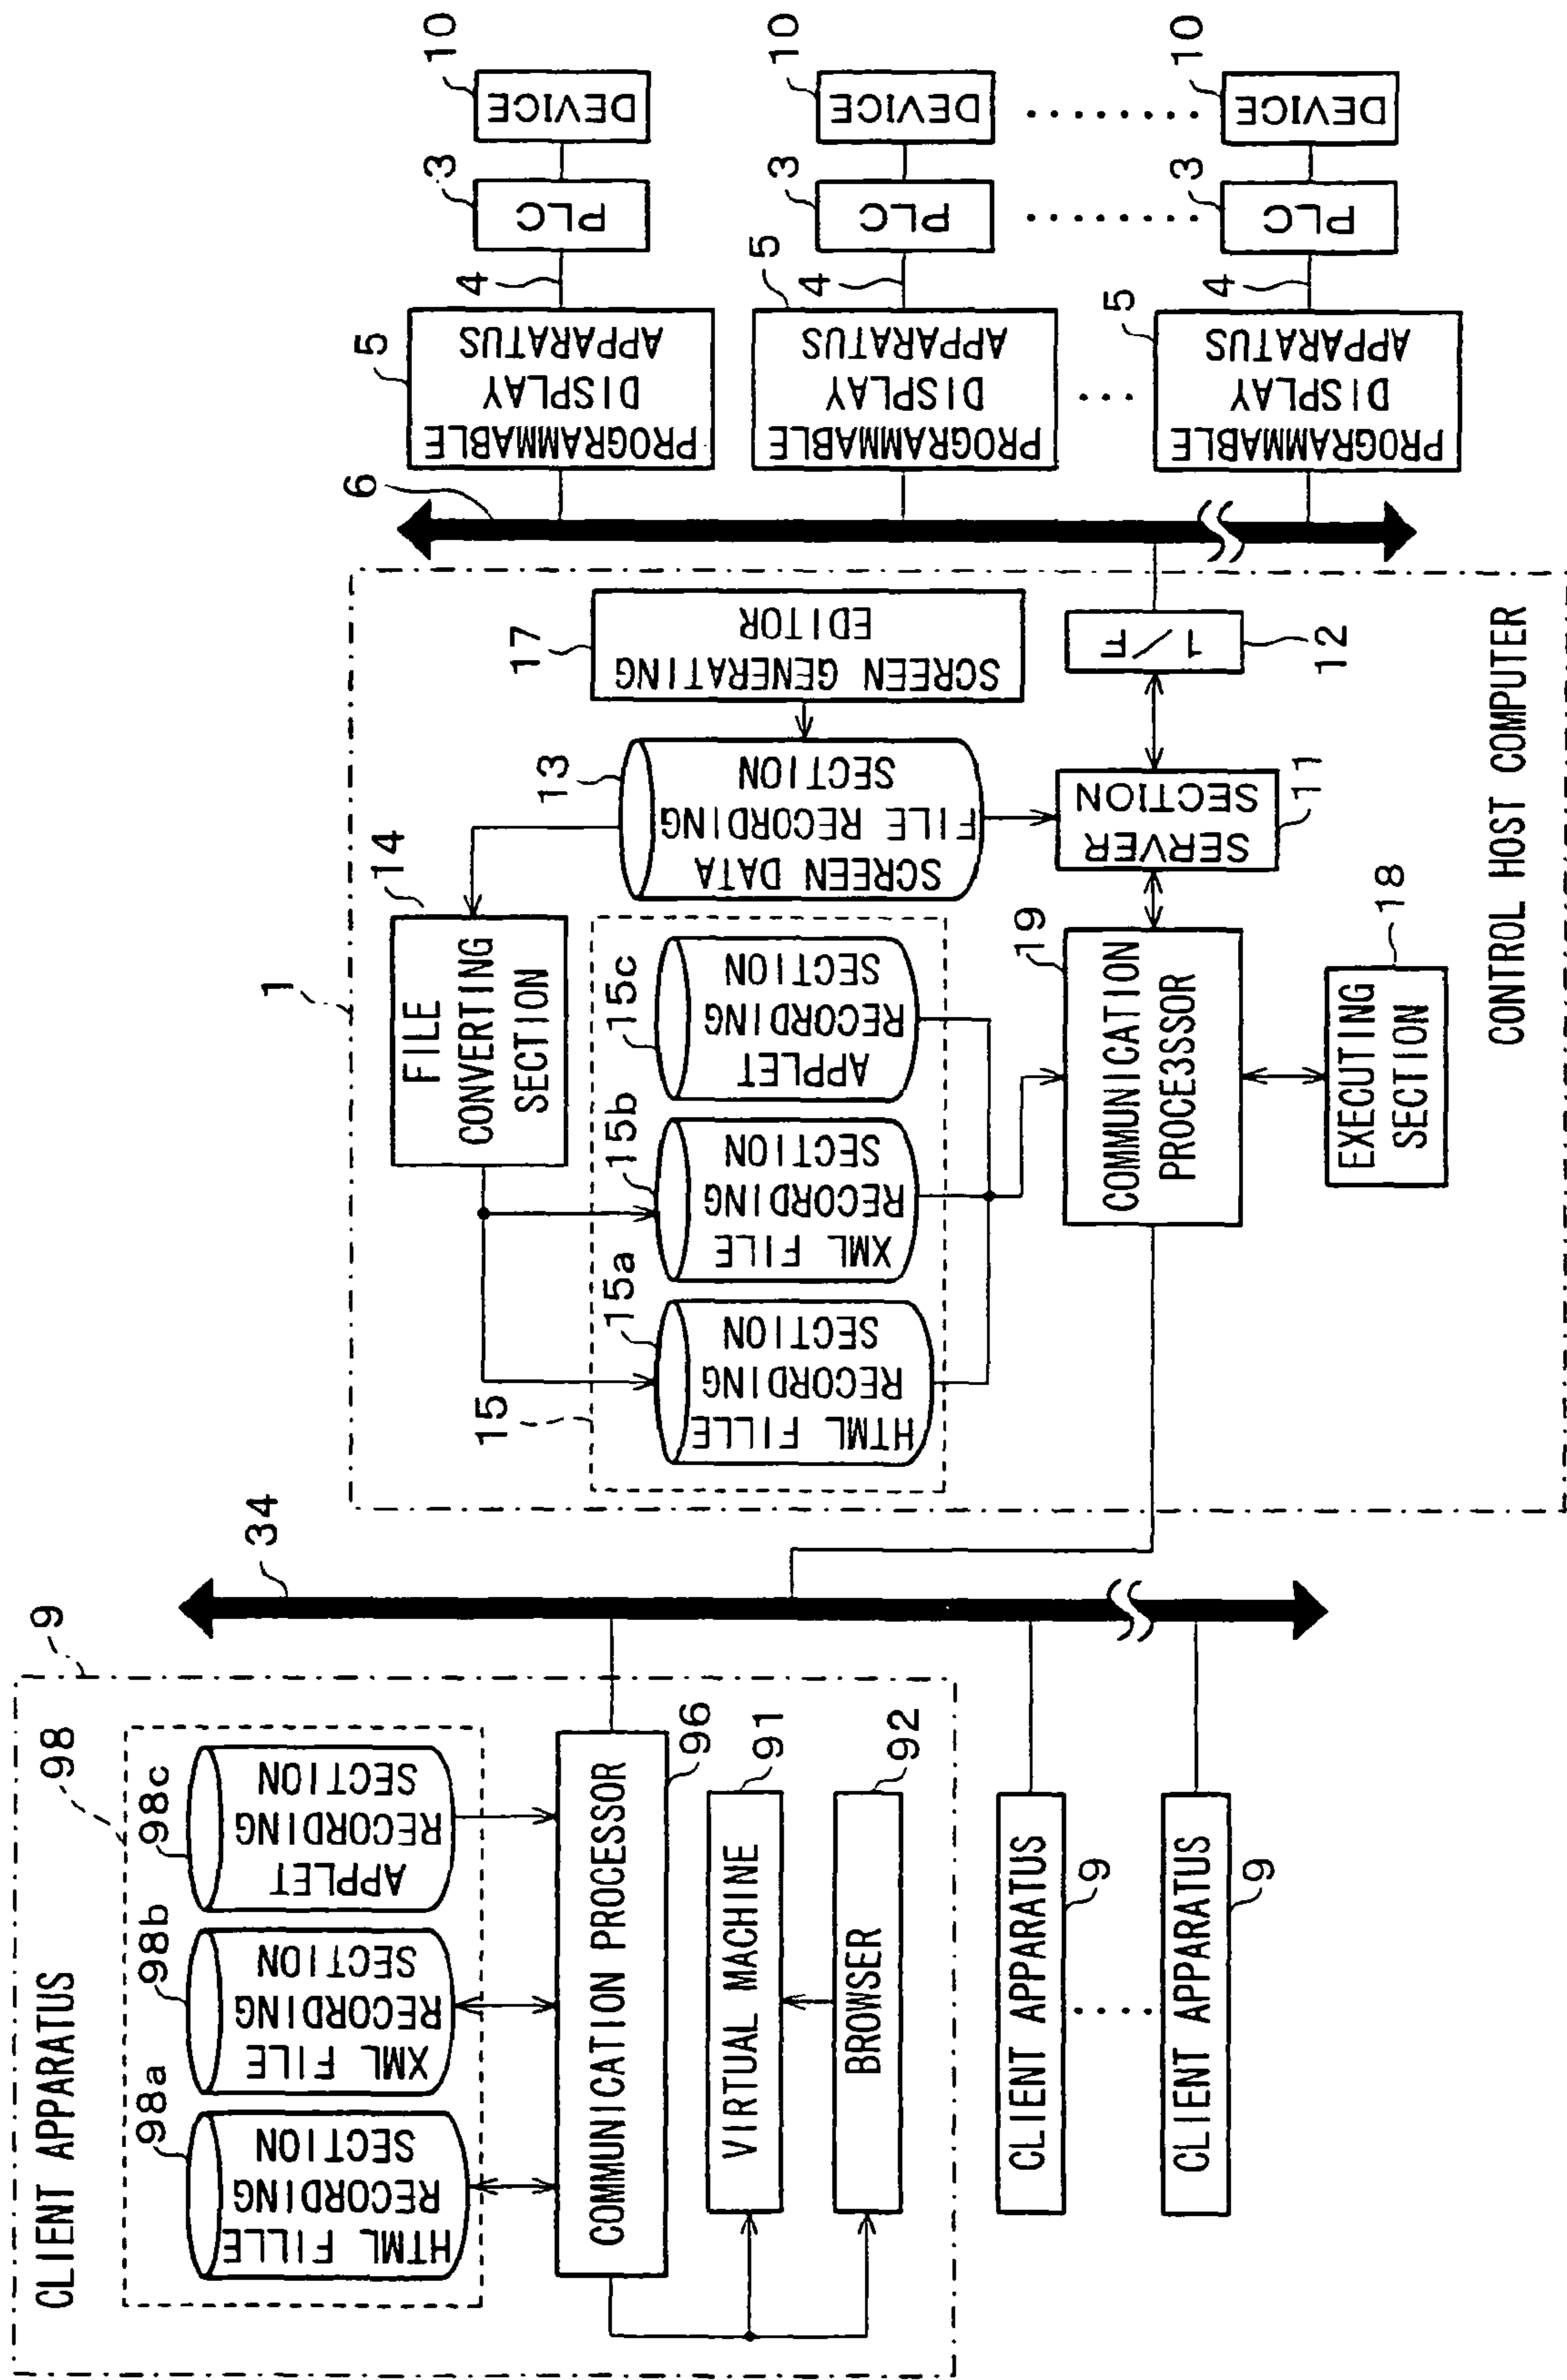 CLIENT APPARATUS
9
98
98a
HTML FILLE
RECORDING
SECTION
98b
XML FILE
RECORDING
SECTION
98c
APPLET
RECORDING
SECTION
COMMUNICATION PROCESSOR
96
VIRTUAL MACHINE
91
BROWSER
92
CLIENT APPARATUS
9
CLIENT APPARATUS
9
34
1
FILE
CONVERTING
SECTION
14
15
15a
HTML FILLE
RECORDING
SECTION
15b
XML FILE
RECORDING
SECTION
15c
APPLET
RECORDING
SECTION
13
SCREEN DATA
FILE RECORDING
SECTION
17
SCREEN GENERATING
EDITOR
COMMUNICATION
PROCE3SOR
19
SERVER
SECTION
11
1/F
12
EXECUTING
SECTION
18
CONTROL HOST COMPUTER
6
5
PROGRAMMABLE
DISPLAY
APPARATUS
4
3
PLC
10
DEVICE
5
PROGRAMMABLE
DISPLAY
APPARATUS
4
3
PLC
10
DEVICE
5
PROGRAMMABLE
DISPLAY
APPARATUS
4
3
PLC
10
DEVICE